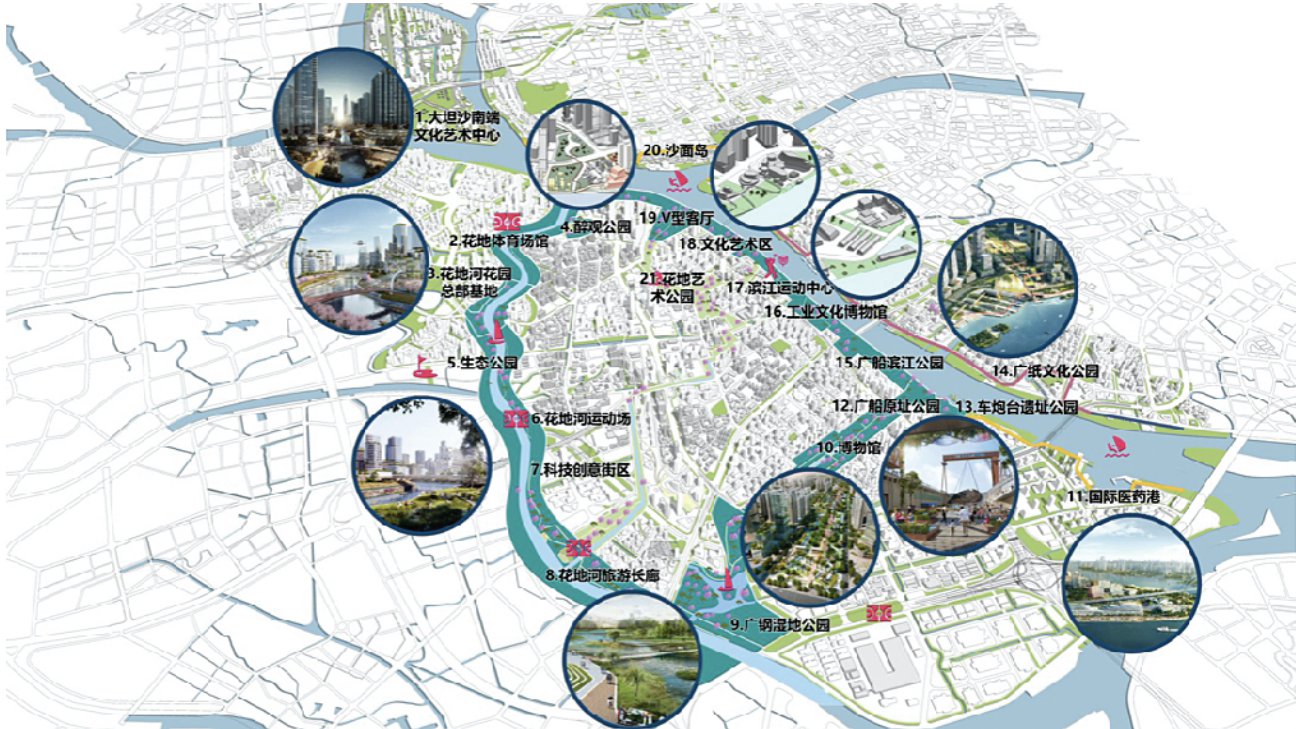 1.大坦沙南端
文化艺术中心
20.沙面岛
19.V型客厅
4.醉观公园
2.花地体育场馆
18.文化艺术区
3.花地河花园
总部基地
21.花地艺
术公园
17.滨江运动中心
16.工业文化博物馆
5.生态公园
15.广船滨江公园
14.广纸文化公园
6.花地河运动场
12.广船原址公园
13.车炮台遗址公园
10.博物馆
7.科技创意街区
11.国际医药港
8.花地河旅游长廊
9.广钢湿地公园